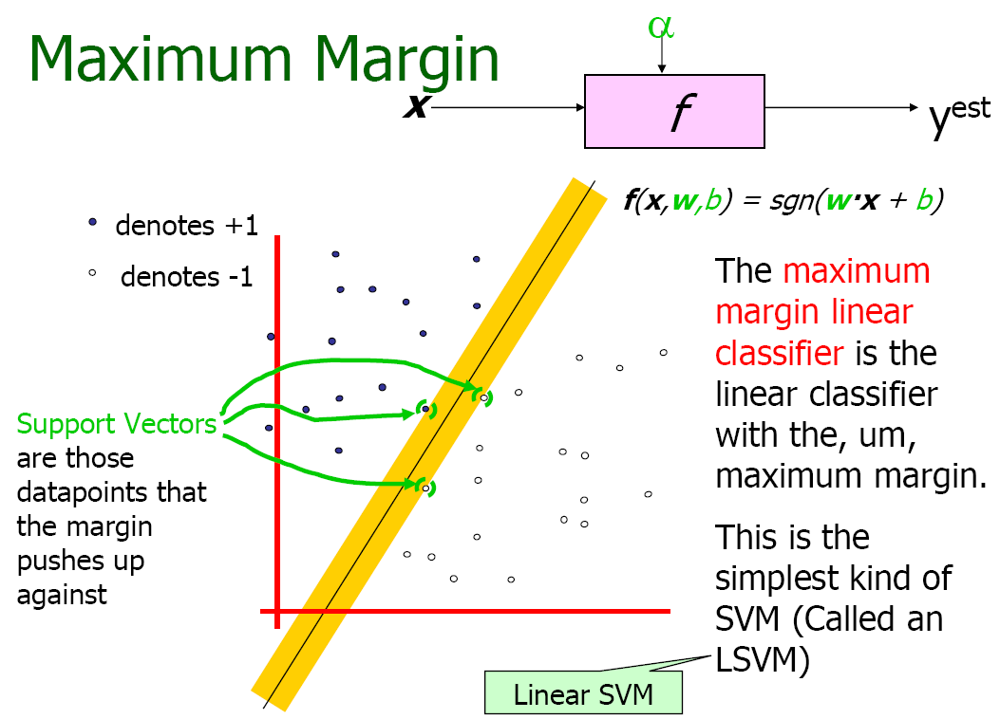 Maximum Margin
α
x
f
yest
f(x,w,b) = sgn(w·x + b)
denotes +1
denotes -1
The maximum
margin linear
classifier is the
linear classifier
with the, um,
maximum margin.
This is the
simplest kind of
SVM (Called an
LSVM)
Support Vectors
are those
datapoints that
the margin
pushes up
against
Linear SVM